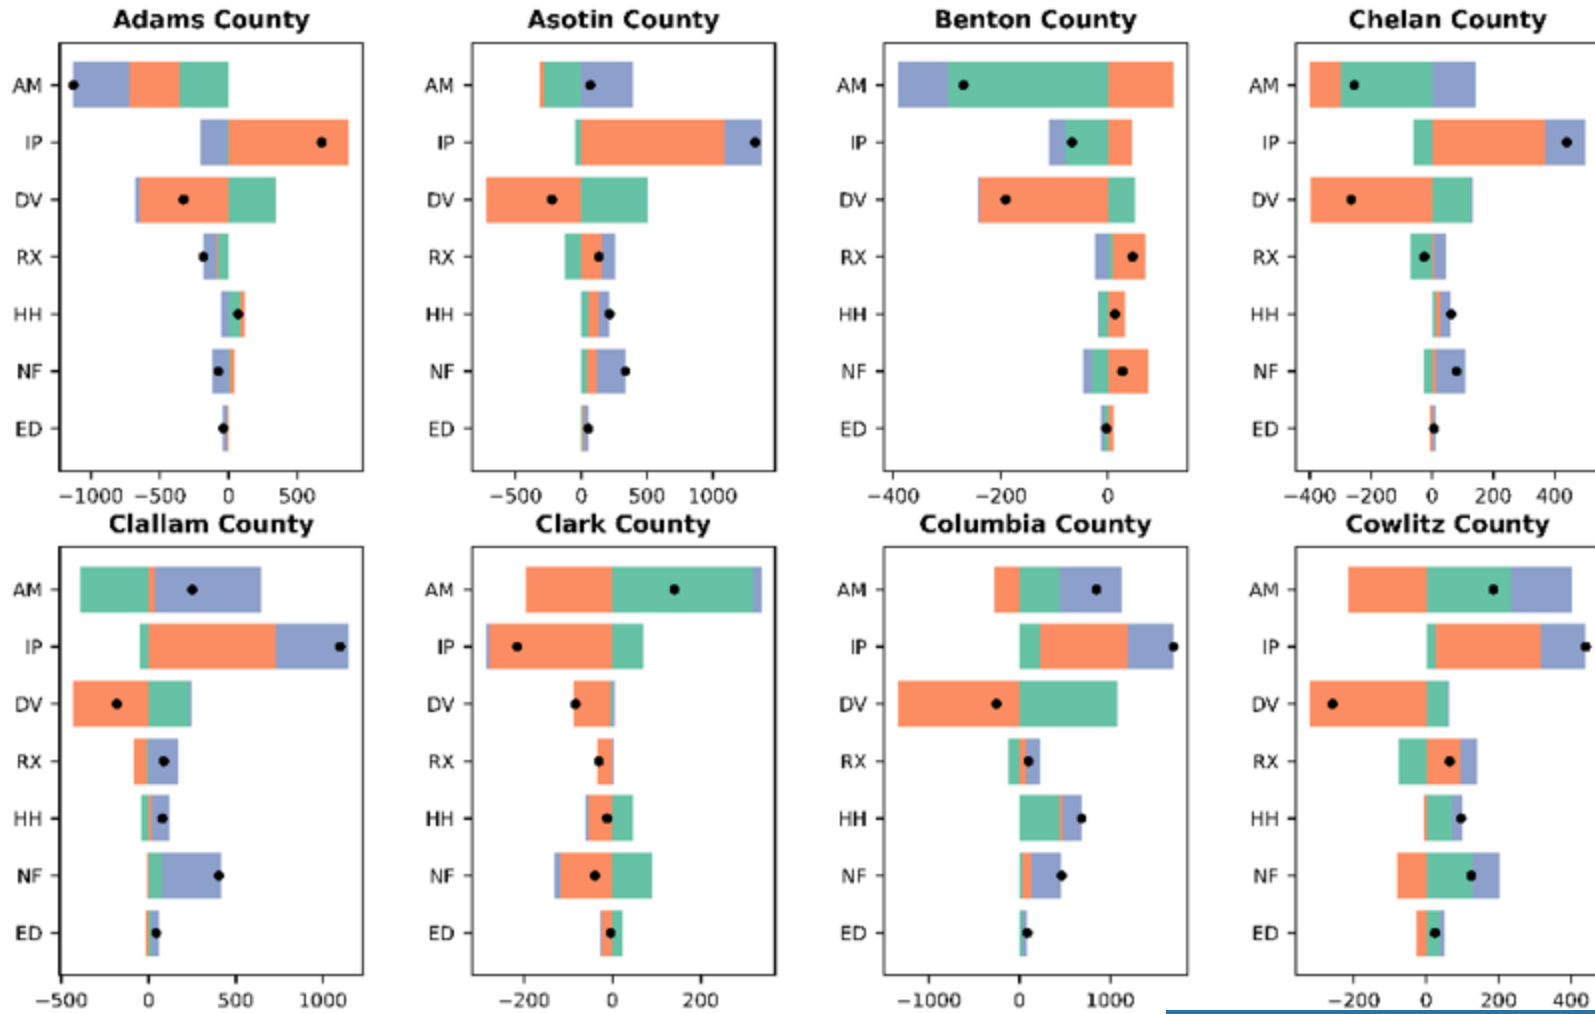 Adams County
AM
IP
DV
RX
HH
NF
ED
−1000 −500 0 500
Asotin County
AM
IP
DV
RX
HH
NF
ED
−500 0 500 1000
Benton County
AM
IP
DV
RX
HH
NF
ED
−400 −200 0
Chelan County
AM
IP
DV
RX
HH
NF
ED
−400 −200 0 200 400
Clallam County
AM
IP
DV
RX
HH
NF
ED
−500 0 500 1000
Clark County
AM
IP
DV
RX
HH
NF
ED
−200 0 200
Columbia County
AM
IP
DV
RX
HH
NF
ED
−1000 0 1000
Cowlitz County
AM
IP
DV
RX
HH
NF
ED
−200 0 200 400